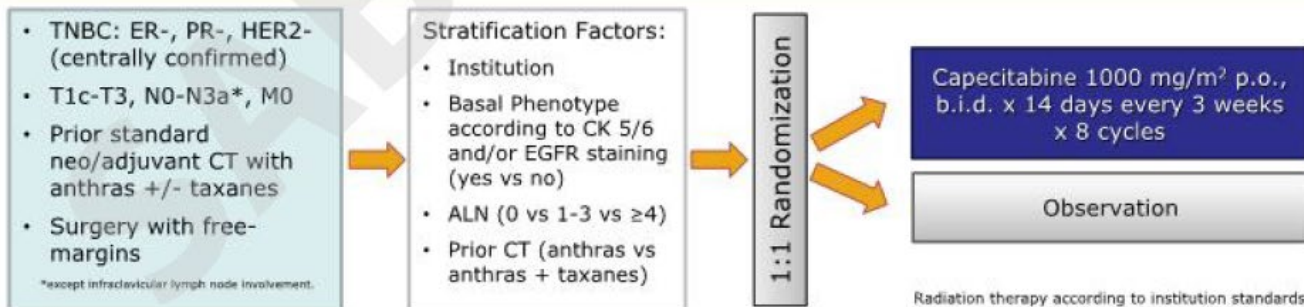 • TNBC: ER-, PR-, HER2-
(centrally confirmed)
• T1c-T3, N0-N3a*, M0
• Prior standard
neo/adjuvant CT with
anthras +/- taxanes
• Surgery with free-
margins
*except infraclavicular lymph node involvement.
Stratification Factors:
• Institution
• Basal Phenotype
according to CK 5/6
and/or EGFR staining
(yes vs no)
• ALN (0 vs 1-3 vs ≥4)
• Prior CT (anthras vs
anthras + taxanes)
1:1 Randomization
Capecitabine 1000 mg/m² p.o.,
b.i.d. x 14 days every 3 weeks
x 8 cycles
Observation
Radiation therapy according to institution standards